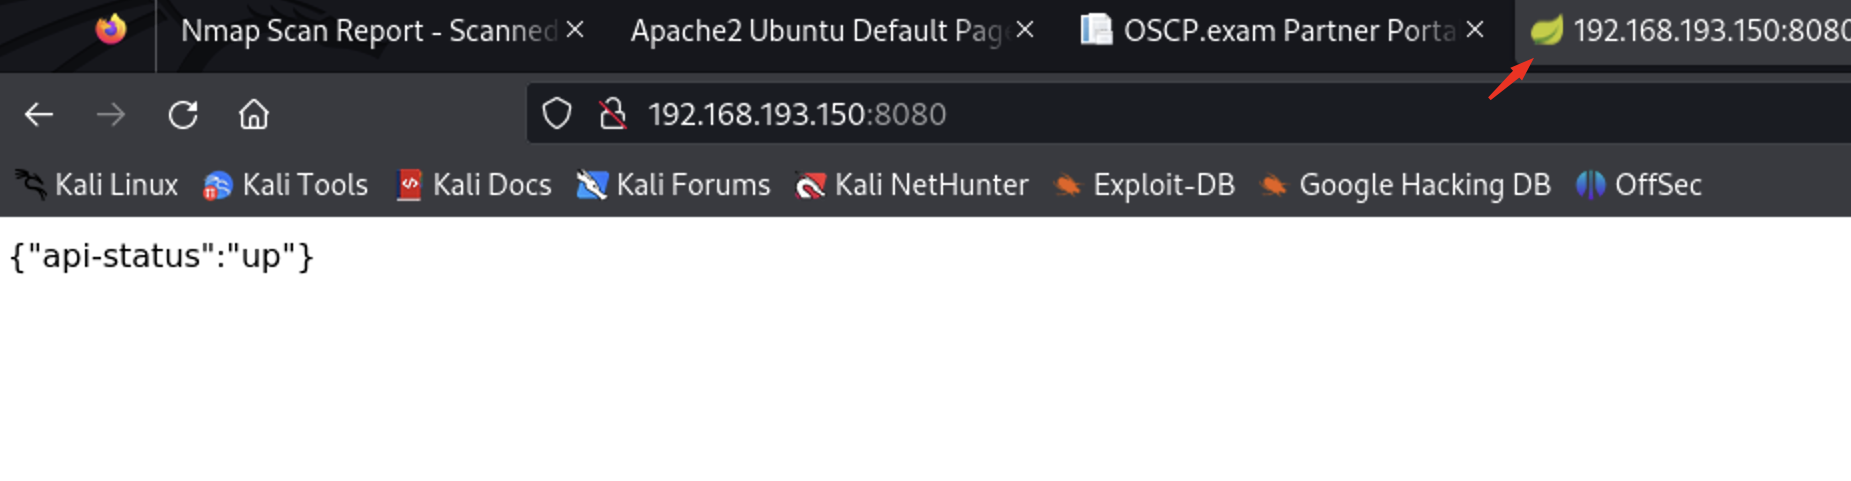 Nmap Scan Report - Scanned
Apache2 Ubuntu Default Pag
OSCP.exam Partner Porta
192.168.193.150:8080
192.168.193.150:8080
Kali Linux Kali Tools Kali Docs Kali Forums Kali NetHunter Exploit-DB Google Hacking DB OffSec
{"api-status":"up"}